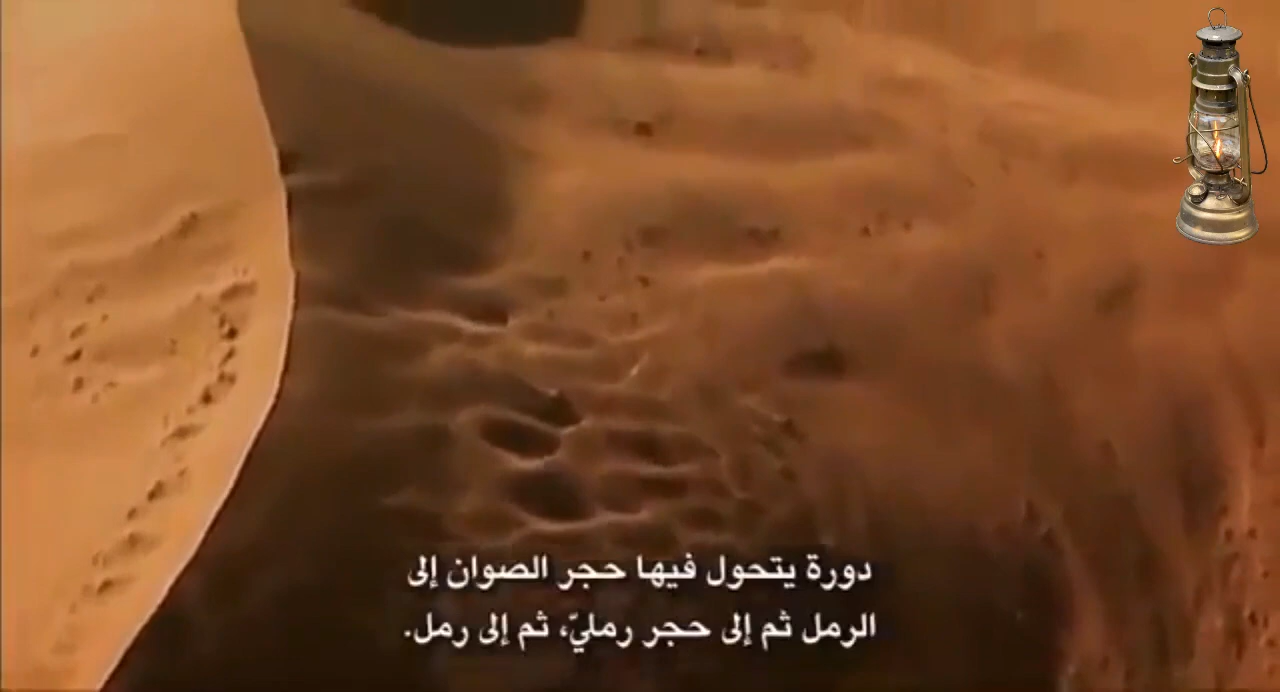 دورة يتحول فيها حجر الصوان إلى
الرمل ثم إلى حجر رمليّ، ثم إلى رمل.